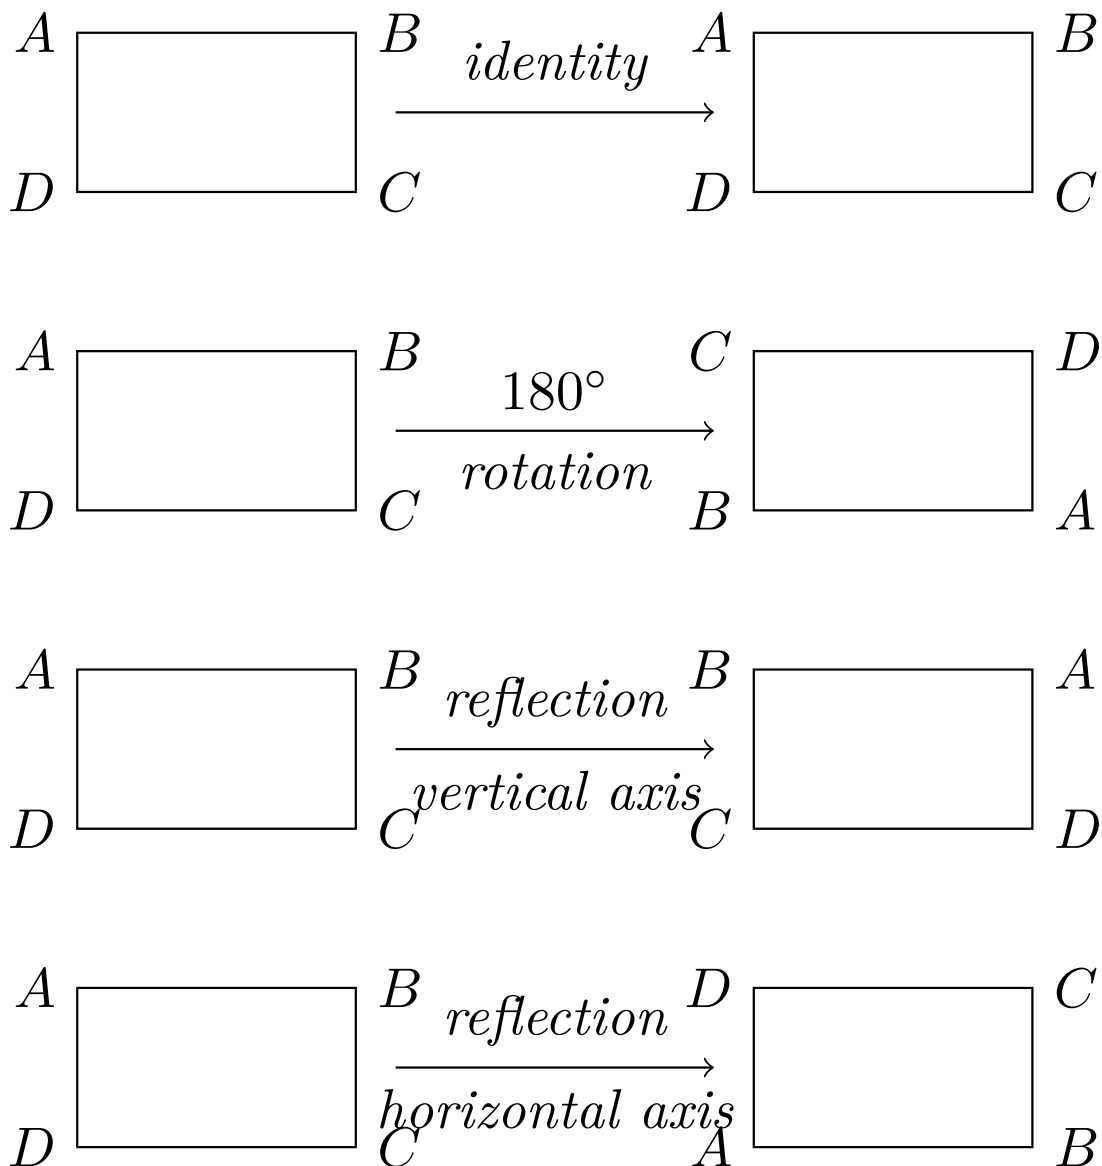 A B A B
identity
D C D C
A B C D
180°
rotation
D C B A
A B B A
reflection
vertical axis
D C C D
A B D C
reflection
horizontal axis
D C A B